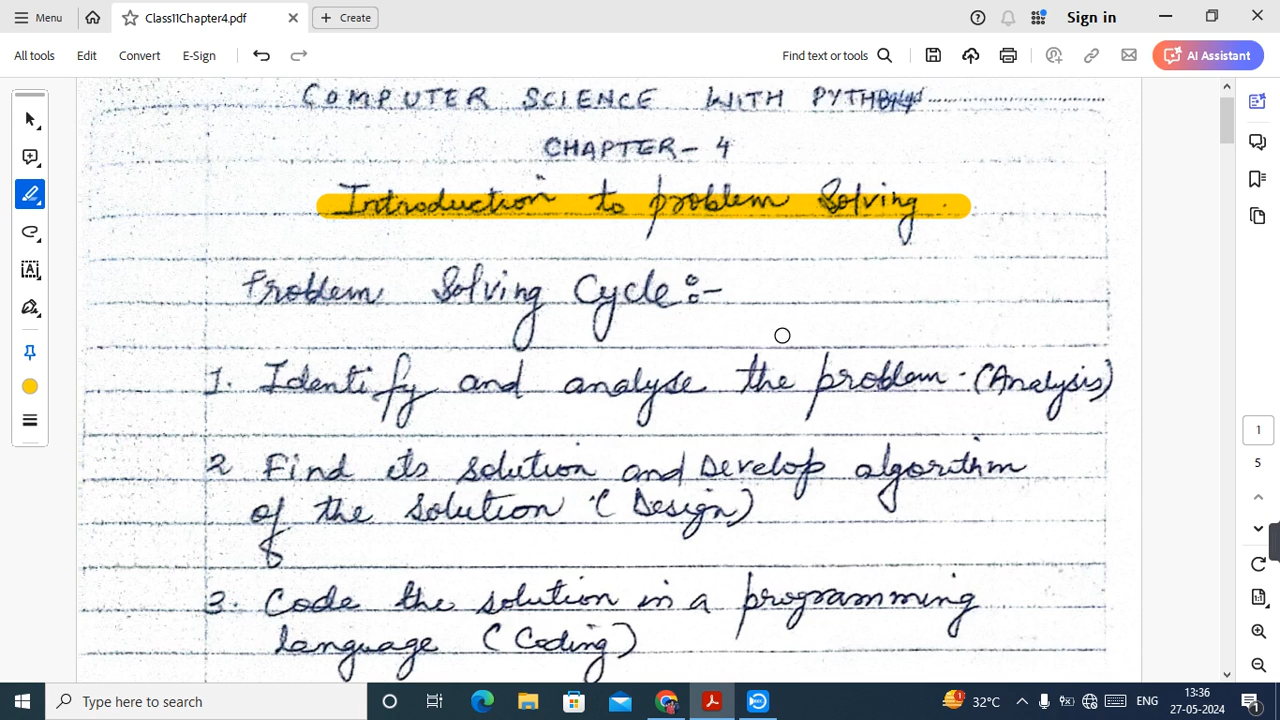 Menu
Class11Chapter4.pdf
Create
Sign in
All tools
Edit
Convert
E-Sign
Find text or tools
AI Assistant
COMPUTER SCIENCE WITH PYTH
CHAPTER - 4
Introduction to problem Solving.
Problem Solving Cycle:-
1. Identify and analyse the problem. (Analysis)
2 Find its solution and Develop algorithm
of the solution. (Design)
3. Code the solution in a programming
language (Coding)
1
5
Type here to search
1
32°C
ENG
13:36
27-05-2024
1